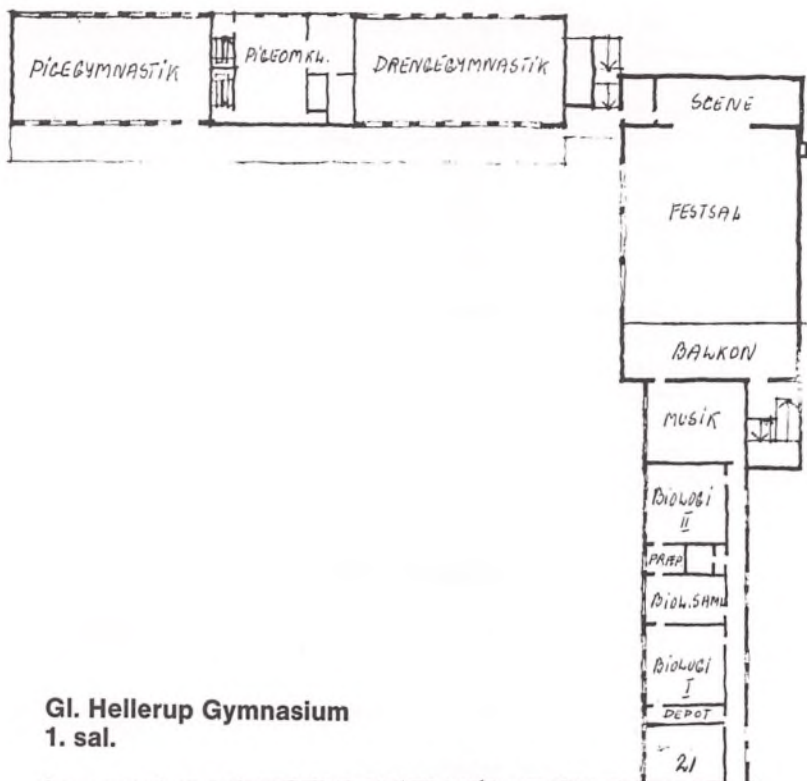 PIGEGYMNASTIK
PIGEOMKL.
DRENGEGYMNASTIK
SCENE
FESTSAL
BALKON
MUSIK
BIOLOGI
II
PRÆP
BIOL.SAML
BIOLOGI
I
DEPOT
21
Gl. Hellerup Gymnasium
1. sal.